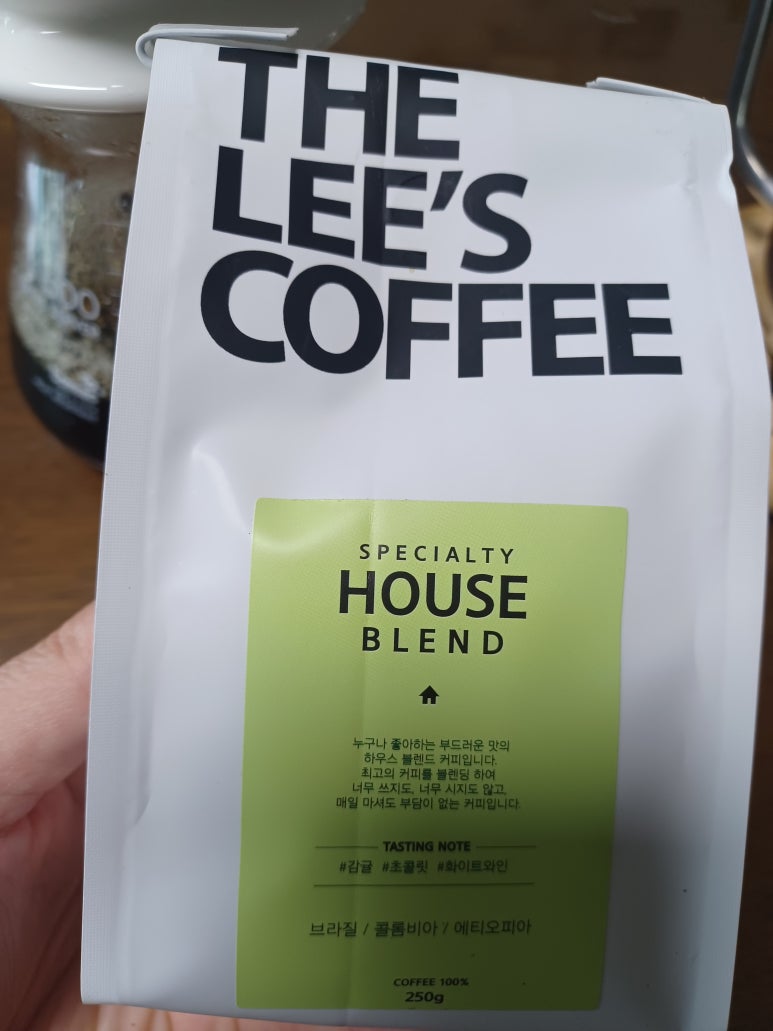 THE
LEE'S
COFFEE
SPECIALTY
HOUSE
BLEND
누구나 좋아하는 부드러운 맛의
하우스 블렌드 커피입니다.
최고의 커피를 블렌딩 하여
너무 쓰지도, 너무 시지도 않고,
매일 마셔도 부담이 없는 커피입니다.
TASTING NOTE
#감귤 #초콜릿 #화이트와인
브라질 / 콜롬비아 / 에티오피아
COFFEE 100%
250g